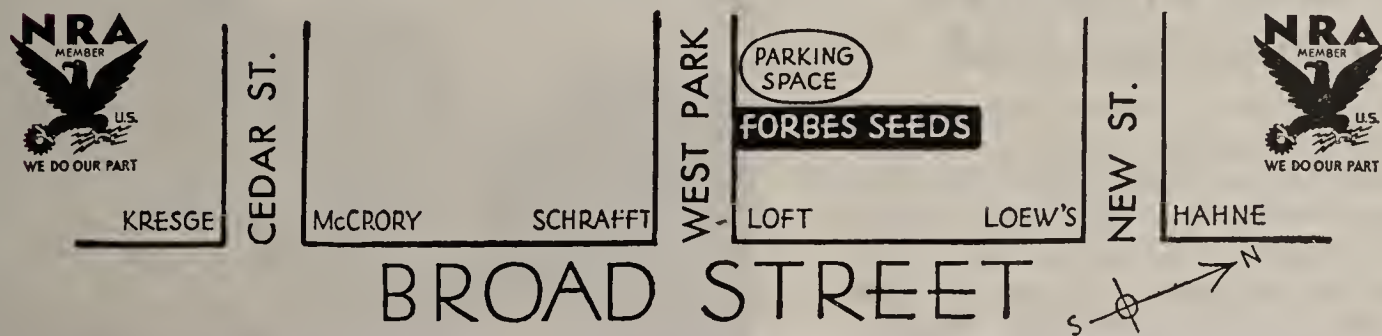 NRA
MEMBER
U.S.
WE DO OUR PART
KRESGE
CEDAR ST.
McCRORY
SCHRAFFT
WEST PARK
PARKING
SPACE
FORBES SEEDS
LOFT
LOEW'S
NEW ST.
HAHNE
NRA
MEMBER
U.S.
WE DO OUR PART
BROAD STREET
S
N